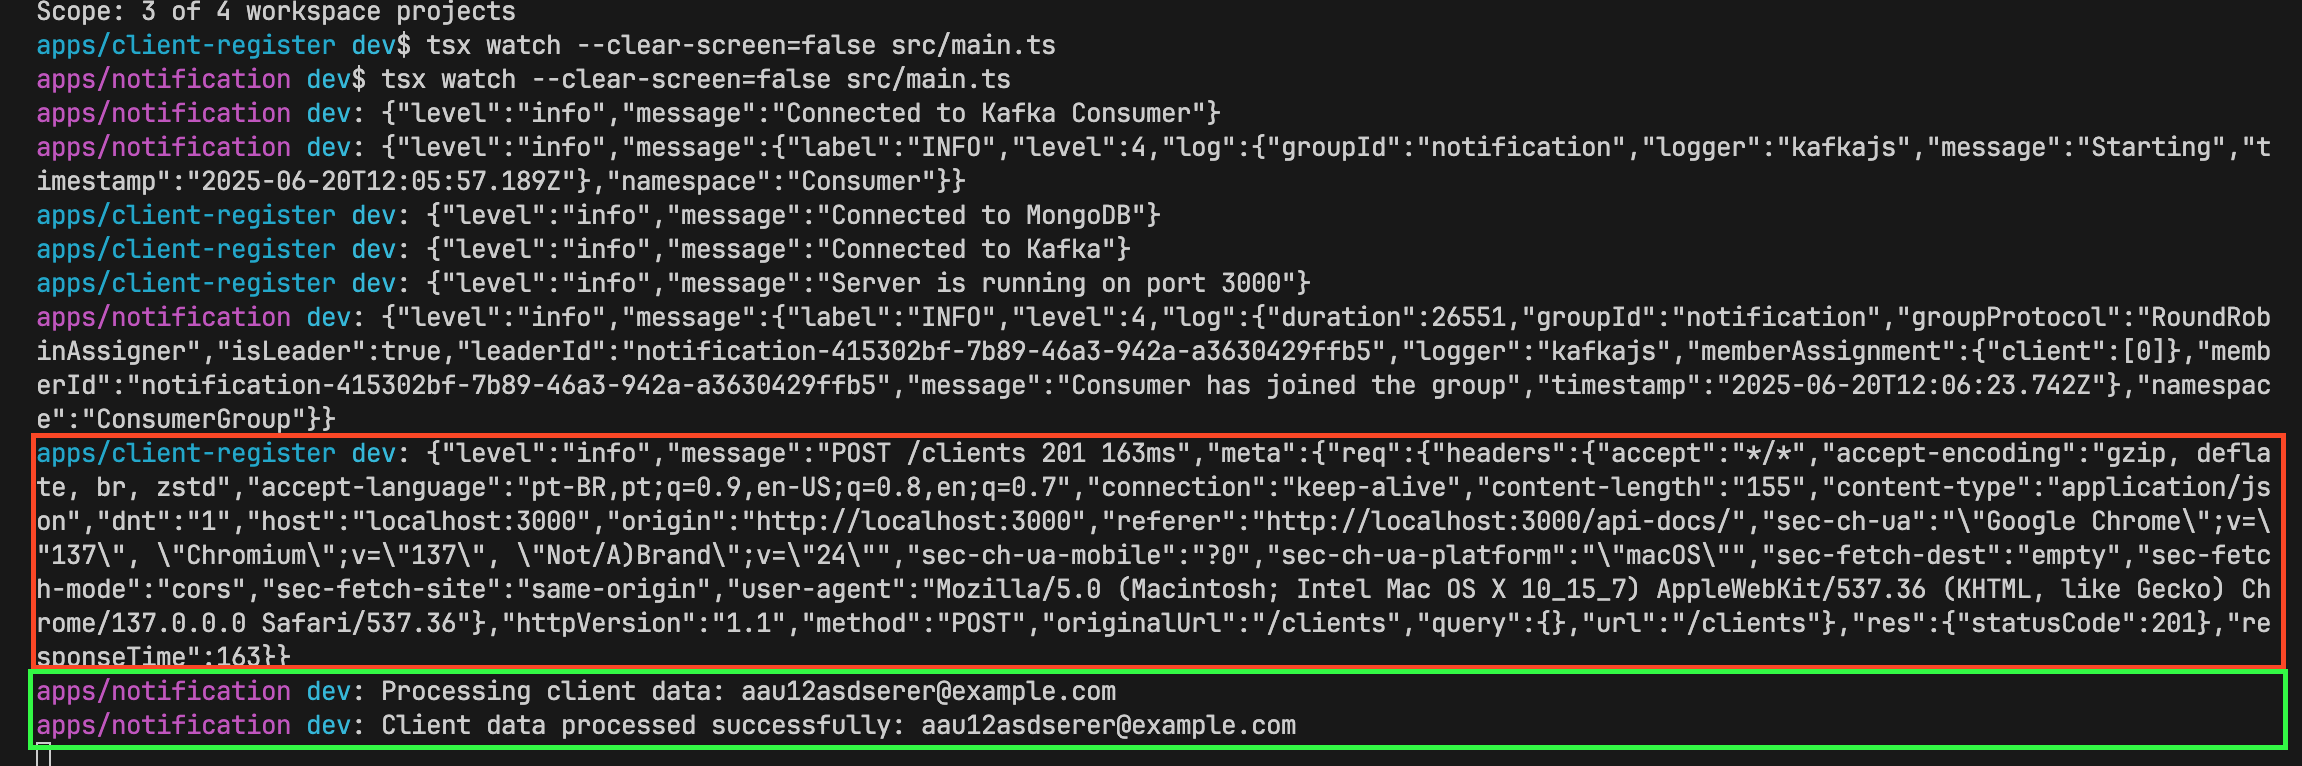 Scope: 3 of 4 workspace projects
apps/client-register dev$ tsx watch --clear-screen=false src/main.ts
apps/notification dev$ tsx watch --clear-screen=false src/main.ts
apps/notification dev: {"level":"info","message":"Connected to Kafka Consumer"}
apps/notification dev: {"level":"info","message":{"label":"INFO","level":4,"log":{"groupId":"notification","logger":"kafkajs","message":"Starting","t
imestamp":"2025-06-20T12:05:57.189Z"},"namespace":"Consumer"}}
apps/client-register dev: {"level":"info","message":"Connected to MongoDB"}
apps/client-register dev: {"level":"info","message":"Connected to Kafka"}
apps/client-register dev: {"level":"info","message":"Server is running on port 3000"}
apps/notification dev: {"level":"info","message":{"label":"INFO","level":4,"log":{"duration":26551,"groupId":"notification","groupProtocol":"RoundRob
inAssigner","isLeader":true,"leaderId":"notification-415302bf-7b89-46a3-942a-a3630429ffb5","logger":"kafkajs","memberAssignment":{"client":[0]},"memb
erId":"notification-415302bf-7b89-46a3-942a-a3630429ffb5","message":"Consumer has joined the group","timestamp":"2025-06-20T12:06:23.742Z"},"namespac
e":"ConsumerGroup"}}
apps/client-register dev: {"level":"info","message":"POST /clients 201 163ms","meta":{"req":{"headers":{"accept":"*/*","accept-encoding":"gzip, defla
te, br, zstd","accept-language":"pt-BR,pt;q=0.9,en-US;q=0.8,en;q=0.7","connection":"keep-alive","content-length":"155","content-type":"application/js
on","dnt":"1","host":"localhost:3000","origin":"http://localhost:3000","referer":"http://localhost:3000/api-docs/","sec-ch-ua":"\"Google Chrome\";v=\
"137\", \"Chromium\";v=\"137\", \"Not/A)Brand\";v=\"24\"","sec-ch-ua-mobile":"?0","sec-ch-ua-platform":"\"macOS\"","sec-fetch-dest":"empty","sec-fetc
h-mode":"cors","sec-fetch-site":"same-origin","user-agent":"Mozilla/5.0 (Macintosh; Intel Mac OS X 10_15_7) AppleWebKit/537.36 (KHTML, like Gecko) Ch
rome/137.0.0.0 Safari/537.36"},"httpVersion":"1.1","method":"POST","originalUrl":"/clients","query":{},"url":"/clients"},"res":{"statusCode":201},"re
sponseTime":163}}
apps/notification dev: Processing client data: aau12asdserer@example.com
apps/notification dev: Client data processed successfully: aau12asdserer@example.com